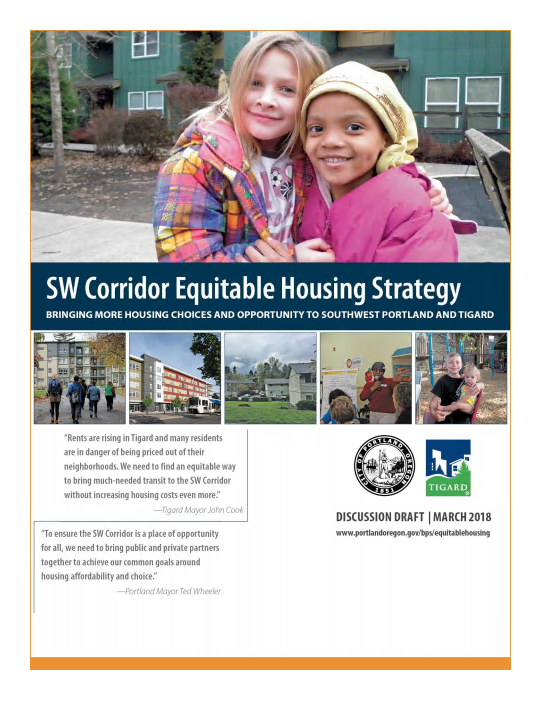 SW Corridor Equitable Housing Strategy
BRINGING MORE HOUSING CHOICES AND OPPORTUNITY TO SOUTHWEST PORTLAND AND TIGARD
“Rents are rising in Tigard and many residents
are in danger of being priced out of their
neighborhoods. We need to find an equitable way
to bring much-needed transit to the SW Corridor
without increasing housing costs even more.”
—Tigard Mayor John Cook
“To ensure the SW Corridor is a place of opportunity
for all, we need to bring public and private partners
together to achieve our common goals around
housing affordability and choice.”
—Portland Mayor Ted Wheeler
CITY OF PORTLAND, OREGON
1851
TIGARD
DISCUSSION DRAFT | MARCH 2018
www.portlandoregon.gov/bps/equitablehousing